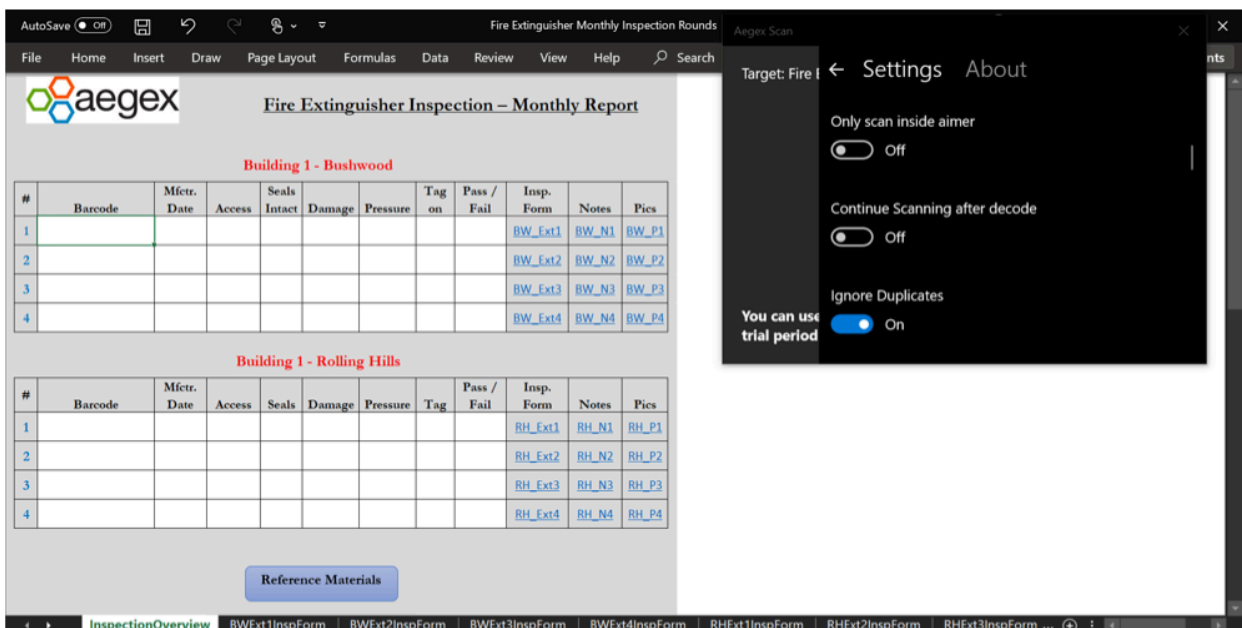 AutoSave Off Fire Extinguisher Monthly Inspection Rounds
File Home Insert Draw Page Layout Formulas Data Review View Help Search nts
aegex
Fire Extinguisher Inspection – Monthly Report
Building 1 - Bushwood
# Barcode Mfctr. Date Access Seals Intact Damage Pressure Tag on Pass / Fail Insp. Form Notes Pics
1 BW_Ext1 BW_N1 BW_P1
2 BW_Ext2 BW_N2 BW_P2
3 BW_Ext3 BW_N3 BW_P3
4 BW_Ext4 BW_N4 BW_P4
Building 1 - Rolling Hills
# Barcode Mfctr. Date Access Seals Damage Pressure Tag Pass / Fail Insp. Form Notes Pics
1 RH_Ext1 RH_N1 RH_P1
2 RH_Ext2 RH_N2 RH_P2
3 RH_Ext3 RH_N3 RH_P3
4 RH_Ext4 RH_N4 RH_P4
Reference Materials
InspectionOverview BWExt1InspForm BWExt2InspForm BWExt3InspForm BWExt4InspForm RHExt1InspForm RHExt2InspForm RHExt3InspForm ...
Aegex Scan
Target: Fire E
You can use
trial period
Settings About
Only scan inside aimer
Off
Continue Scanning after decode
Off
Ignore Duplicates
On